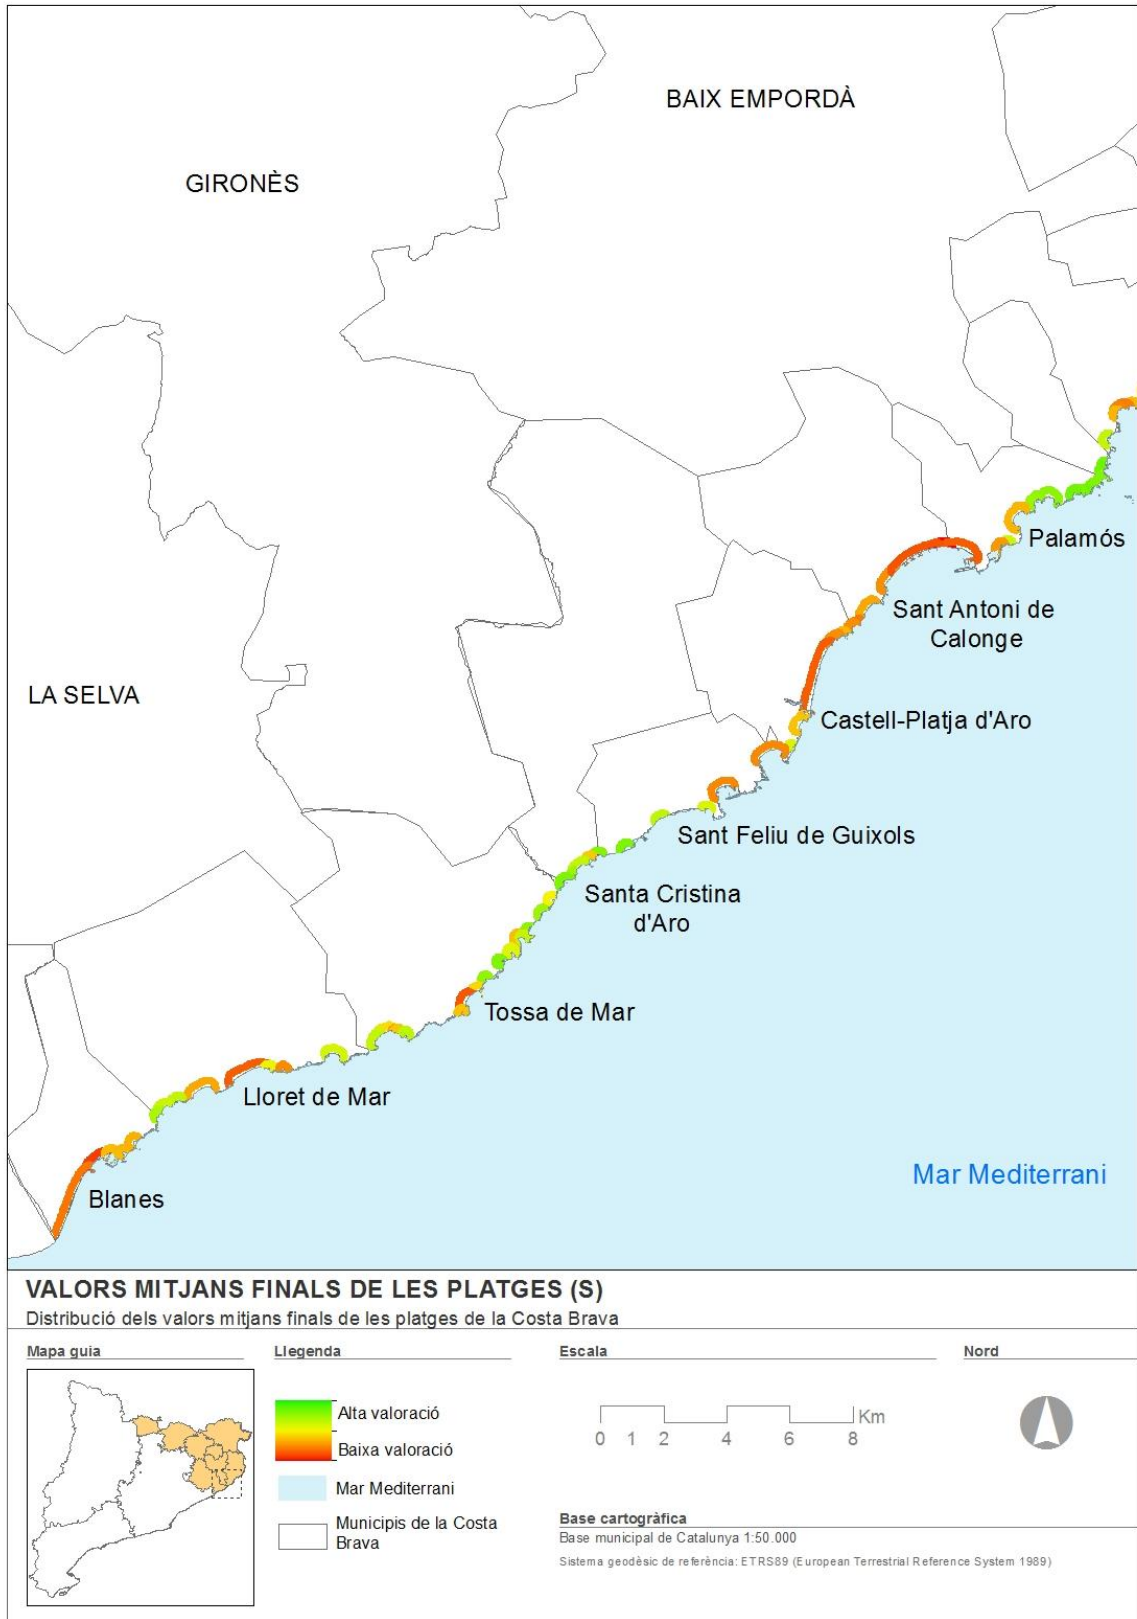 BAIX EMPORDÀ
GIRONÈS
Palamós
Sant Antoni de
Calonge
LA SELVA
Castell-Platja d'Aro
Sant Feliu de Guixols
Santa Cristina
d'Aro
Tossa de Mar
Lloret de Mar
Mar Mediterrani
Blanes
VALORS MITJANS FINALS DE LES PLATGES (S)
Distribució dels valors mitjans finals de les platges de la Costa Brava
Mapa guia
Llegenda
Alta valoració
Baixa valoració
Mar Mediterrani
Municipis de la Costa
Brava
Escala
Km
0 1 2 4 6 8
Nord
Base cartogràfica
Base municipal de Catalunya 1:50.000
Sistema geodèsic de referència: ETRS89 (European Terrestrial Reference System 1989)